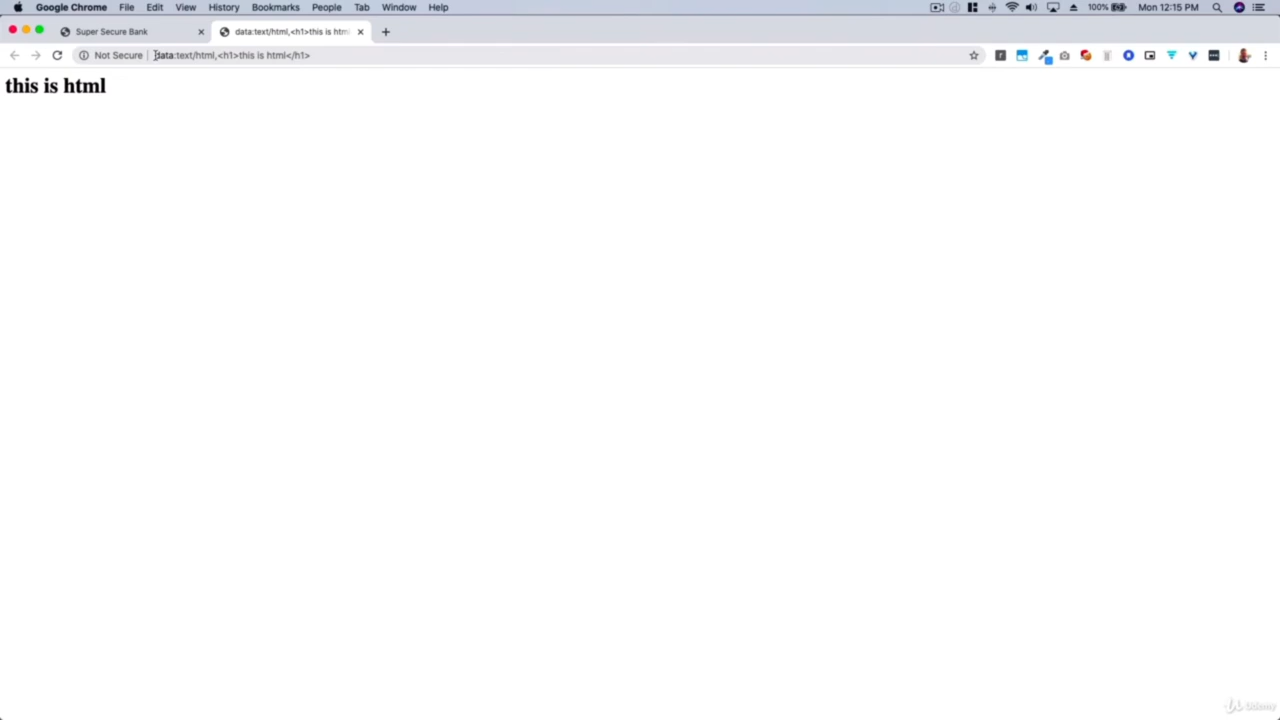 Google Chrome File Edit View History Bookmarks People Tab Window Help 100% Mon 12:15 PM
Super Secure Bank data:text/html,<h1>this is htm
Not Secure data:text/html,<h1>this is html</h1>
this is html
Udemy